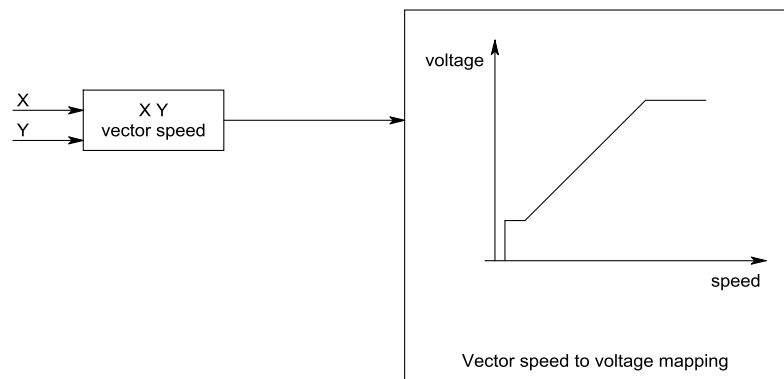 X
Y
X Y
vector speed
voltage
speed
Vector speed to voltage mapping